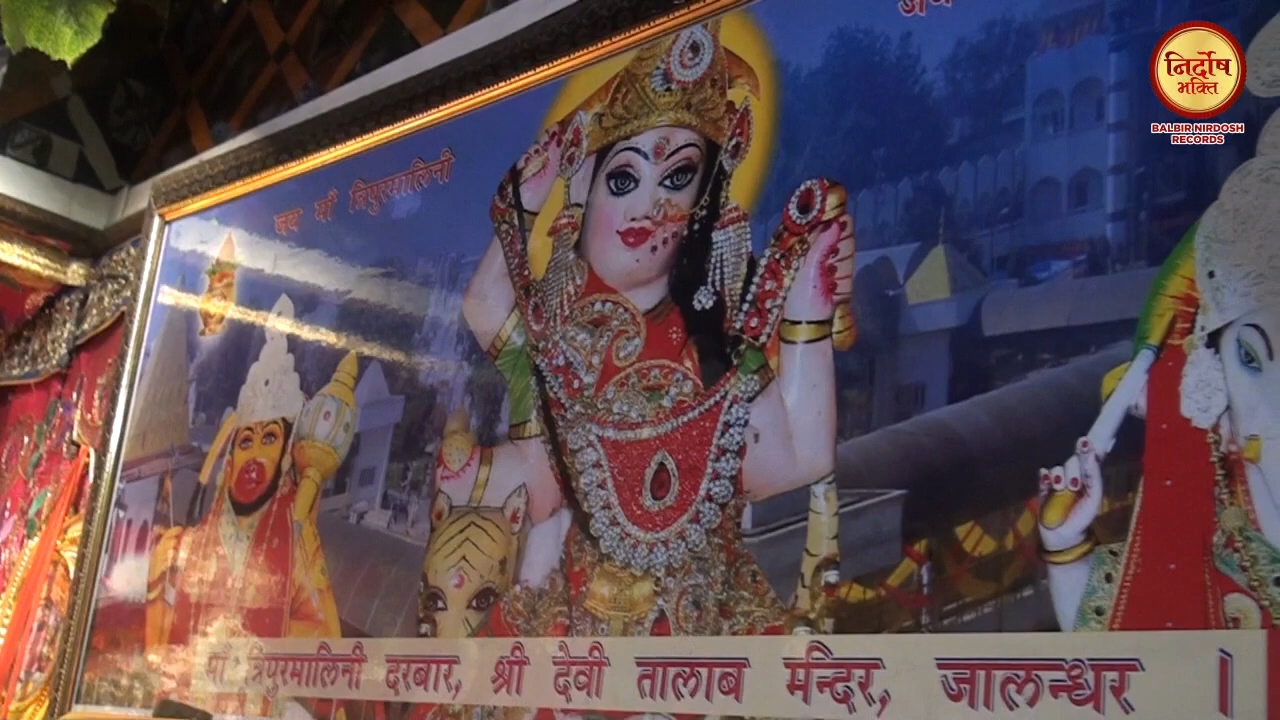 निर्दोष
भक्ति
BALBIR NIRDOSH
RECORDS
जय माँ त्रिपुरमालिनी
माँ त्रिपुरमालिनी दरबार, श्री देवी तालाब मन्दिर, जालन्धर ।